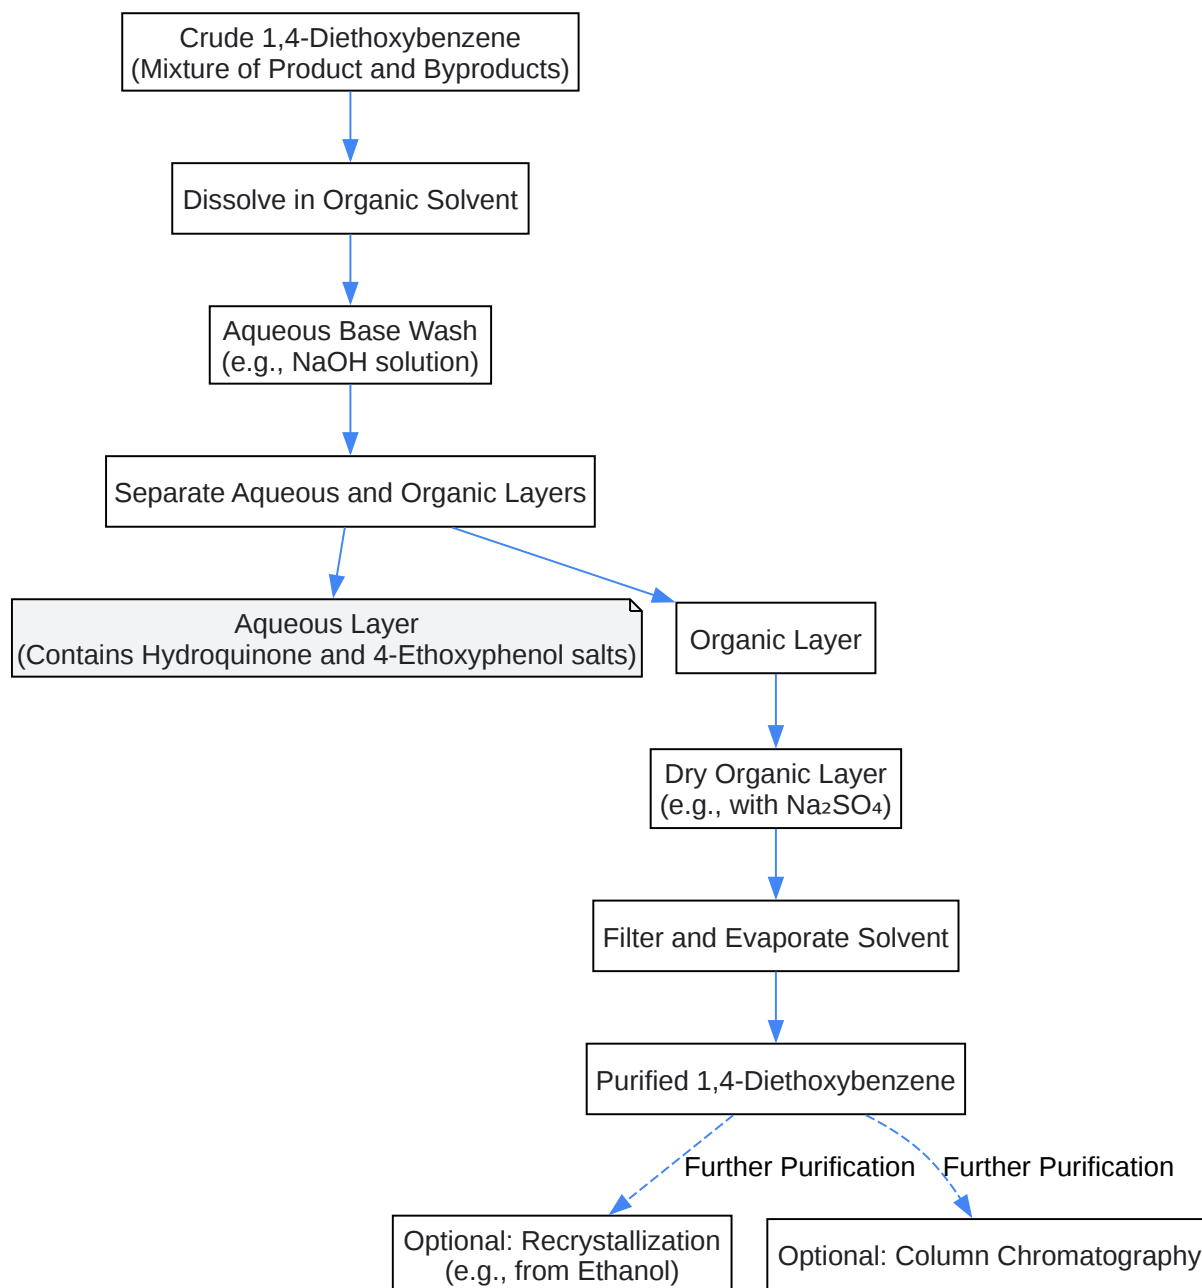 Crude 1,4-Diethoxybenzene
(Mixture of Product and Byproducts)
Dissolve in Organic Solvent
Aqueous Base Wash
(e.g., NaOH solution)
Separate Aqueous and Organic Layers
Aqueous Layer
(Contains Hydroquinone and 4-Ethoxyphenol salts)
Organic Layer
Dry Organic Layer
(e.g., with Na₂SO₄)
Filter and Evaporate Solvent
Purified 1,4-Diethoxybenzene
Further Purification
Further Purification
Optional: Recrystallization
(e.g., from Ethanol)
Optional: Column Chromatography